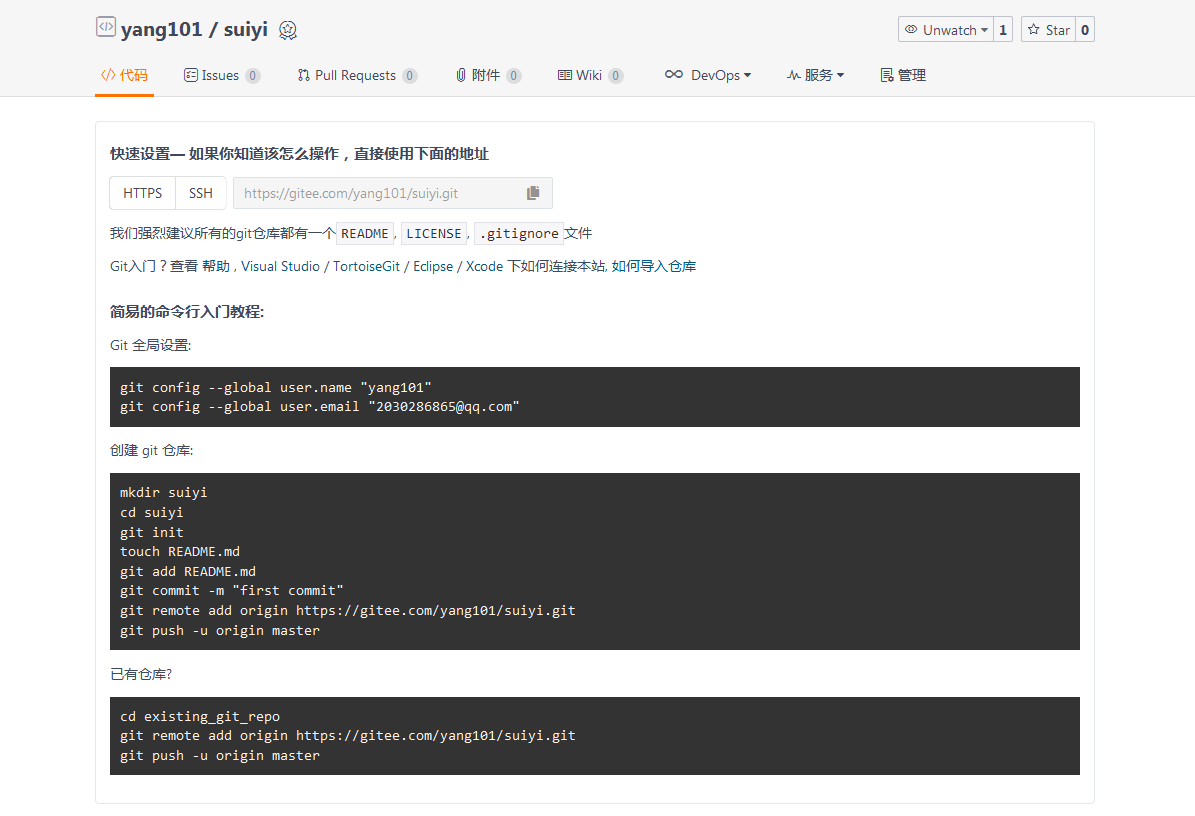 yang101 / suiyi
Unwatch 1 Star 0
代码 Issues 0 Pull Requests 0 附件 0 Wiki 0 DevOps 服务 管理
快速设置— 如果你知道该怎么操作，直接使用下面的地址
HTTPS SSH https://gitee.com/yang101/suiyi.git
我们强烈建议所有的git仓库都有一个 README, LICENSE, .gitignore 文件
Git入门？查看 帮助 , Visual Studio / TortoiseGit / Eclipse / Xcode 下如何连接本站, 如何导入仓库
简易的命令行入门教程:
Git 全局设置:
git config --global user.name "yang101"
git config --global user.email "2030286865@qq.com"
创建 git 仓库:
mkdir suiyi
cd suiyi
git init
touch README.md
git add README.md
git commit -m "first commit"
git remote add origin https://gitee.com/yang101/suiyi.git
git push -u origin master
已有仓库?
cd existing_git_repo
git remote add origin https://gitee.com/yang101/suiyi.git
git push -u origin master